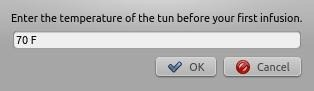 Enter the temperature of the tun before your first infusion.
70 F
OK Cancel